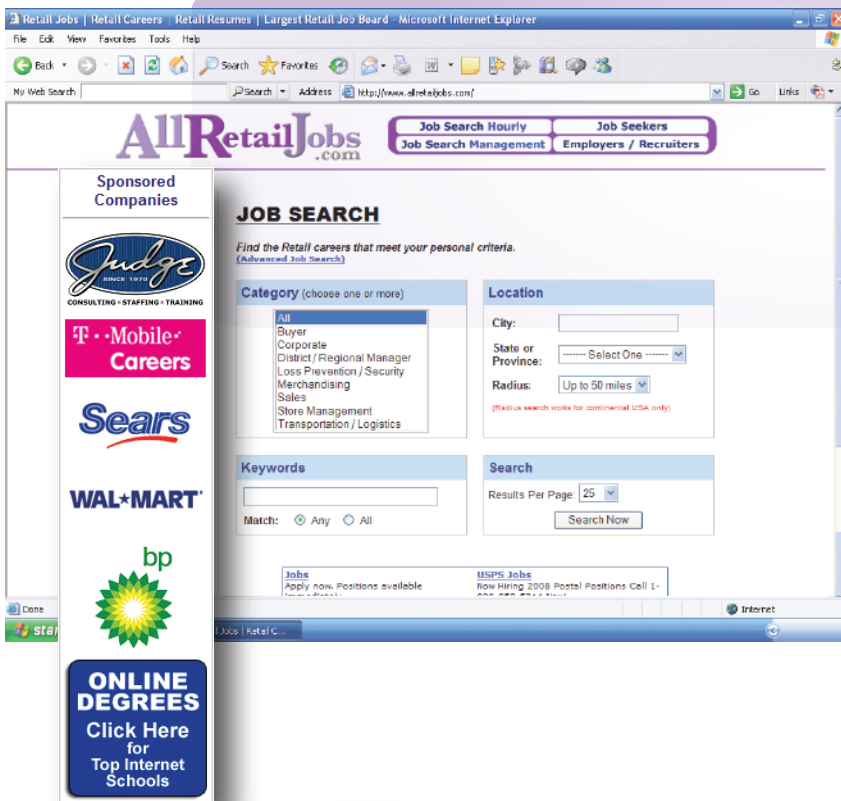 Retail Jobs | Retail Careers | Retail Resumes | Largest Retail Job Board - Microsoft Internet Explorer
File Edit View Favorites Tools Help
Back Search Favorites
My Web Search Search Address http://www.allretailjobs.com/ Go Links
AllRetailJobs
.com
Job Search Hourly Job Seekers
Job Search Management Employers / Recruiters
Sponsored
Companies
Judge
SINCE 1970
CONSULTING • STAFFING • TRAINING
T··Mobile·
Careers
Sears
WAL★MART
bp
ONLINE
DEGREES
Click Here
for
Top Internet
Schools
JOB SEARCH
Find the Retail careers that meet your personal criteria.
(Advanced Job Search)
Category (choose one or more)
All
Buyer
Corporate
District / Regional Manager
Loss Prevention / Security
Merchandising
Sales
Store Management
Transportation / Logistics
Location
City:
State or
Province: ------- Select One -------
Radius: Up to 50 miles
(Radius search works for continental USA only)
Keywords
Match: Any All
Search
Results Per Page: 25
Search Now
Jobs
Apply now. Positions available
USPS Jobs
Now Hiring 2008 Postal Positions Call 1-
Done Internet
star Jobs | Retail C...